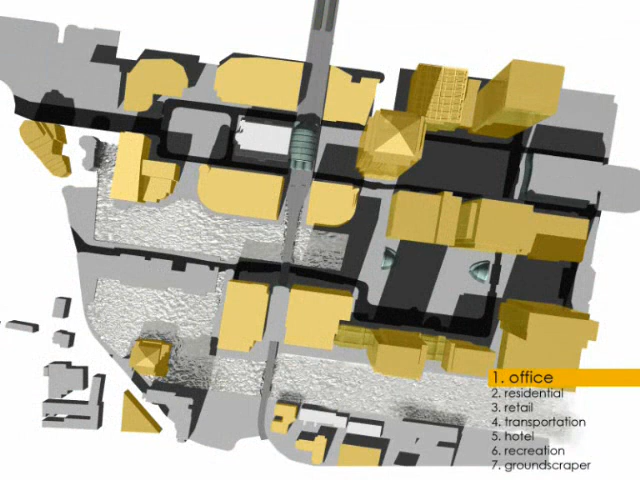 1. office
2. residential
3. retail
4. transportation
5. hotel
6. recreation
7. groundscraper